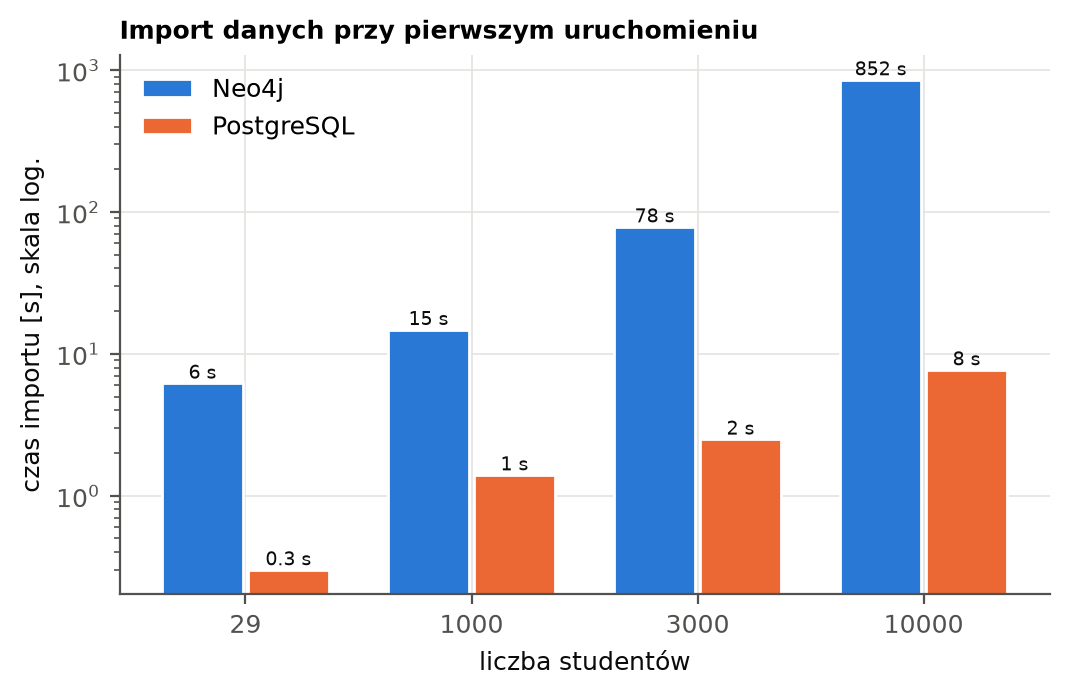 Import danych przy pierwszym uruchomieniu
Neo4j
PostgreSQL
czas importu [s], skala log.
10³
10²
10¹
10⁰
6 s
0.3 s
15 s
1 s
78 s
2 s
852 s
8 s
29
1000
3000
10000
liczba studentów